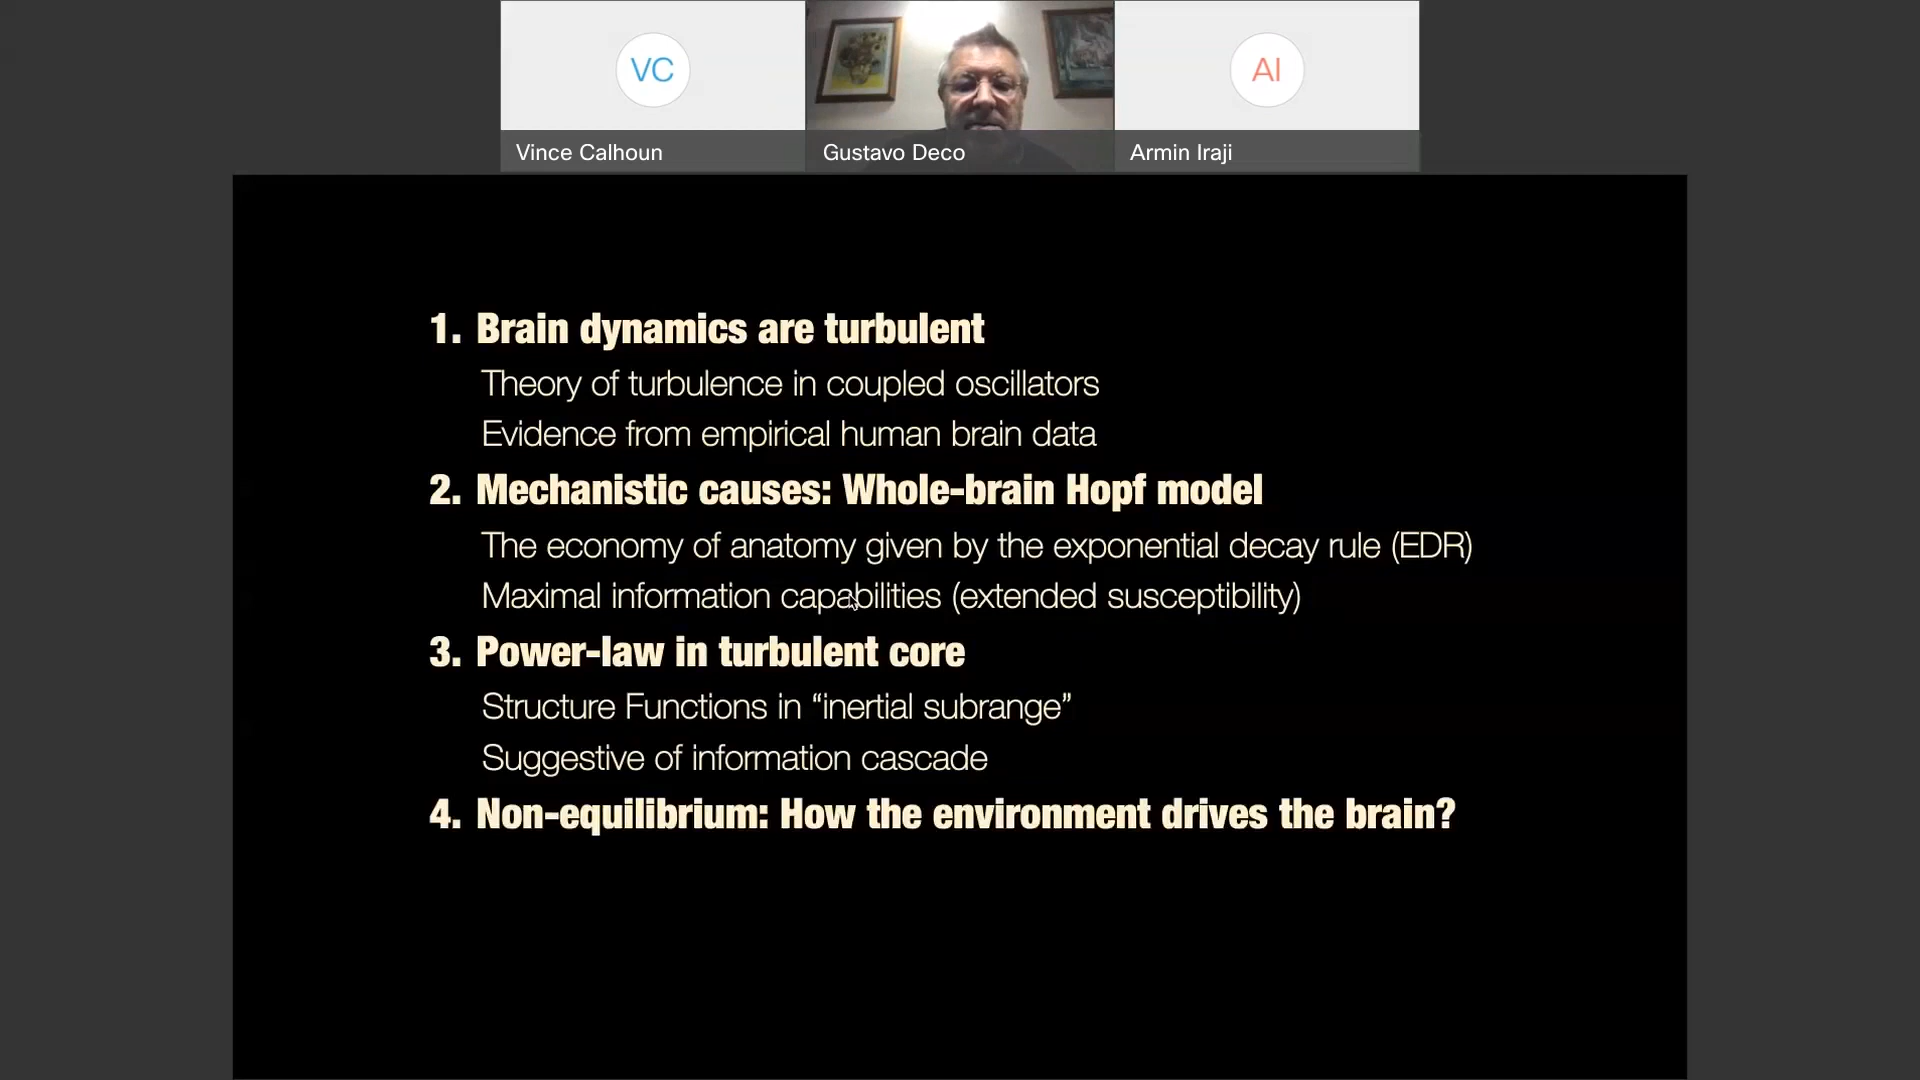 VC
AI
Vince Calhoun
Gustavo Deco
Armin Iraji
1. Brain dynamics are turbulent
Theory of turbulence in coupled oscillators
Evidence from empirical human brain data
2. Mechanistic causes: Whole-brain Hopf model
The economy of anatomy given by the exponential decay rule (EDR)
Maximal information capabilities (extended susceptibility)
3. Power-law in turbulent core
Structure Functions in “inertial subrange”
Suggestive of information cascade
4. Non-equilibrium: How the environment drives the brain?